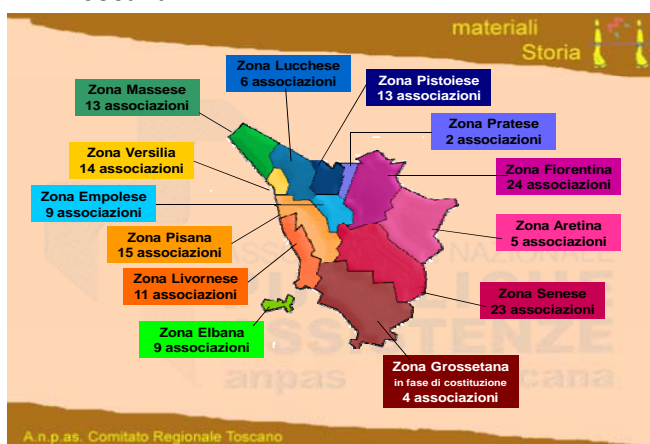 materiali
Storia
Zona Lucchese
6 associazioni
Zona Pistoiese
13 associazioni
Zona Massese
13 associazioni
Zona Pratese
2 associazioni
Zona Versilia
14 associazioni
Zona Fiorentina
24 associazioni
Zona Empolese
9 associazioni
Zona Aretina
5 associazioni
Zona Pisana
15 associazioni
Zona Livornese
11 associazioni
Zona Senese
23 associazioni
Zona Elbana
9 associazioni
Zona Grossetana
in fase di costituzione
4 associazioni
anpas
A.n.p.as. Comitato Regionale Toscano